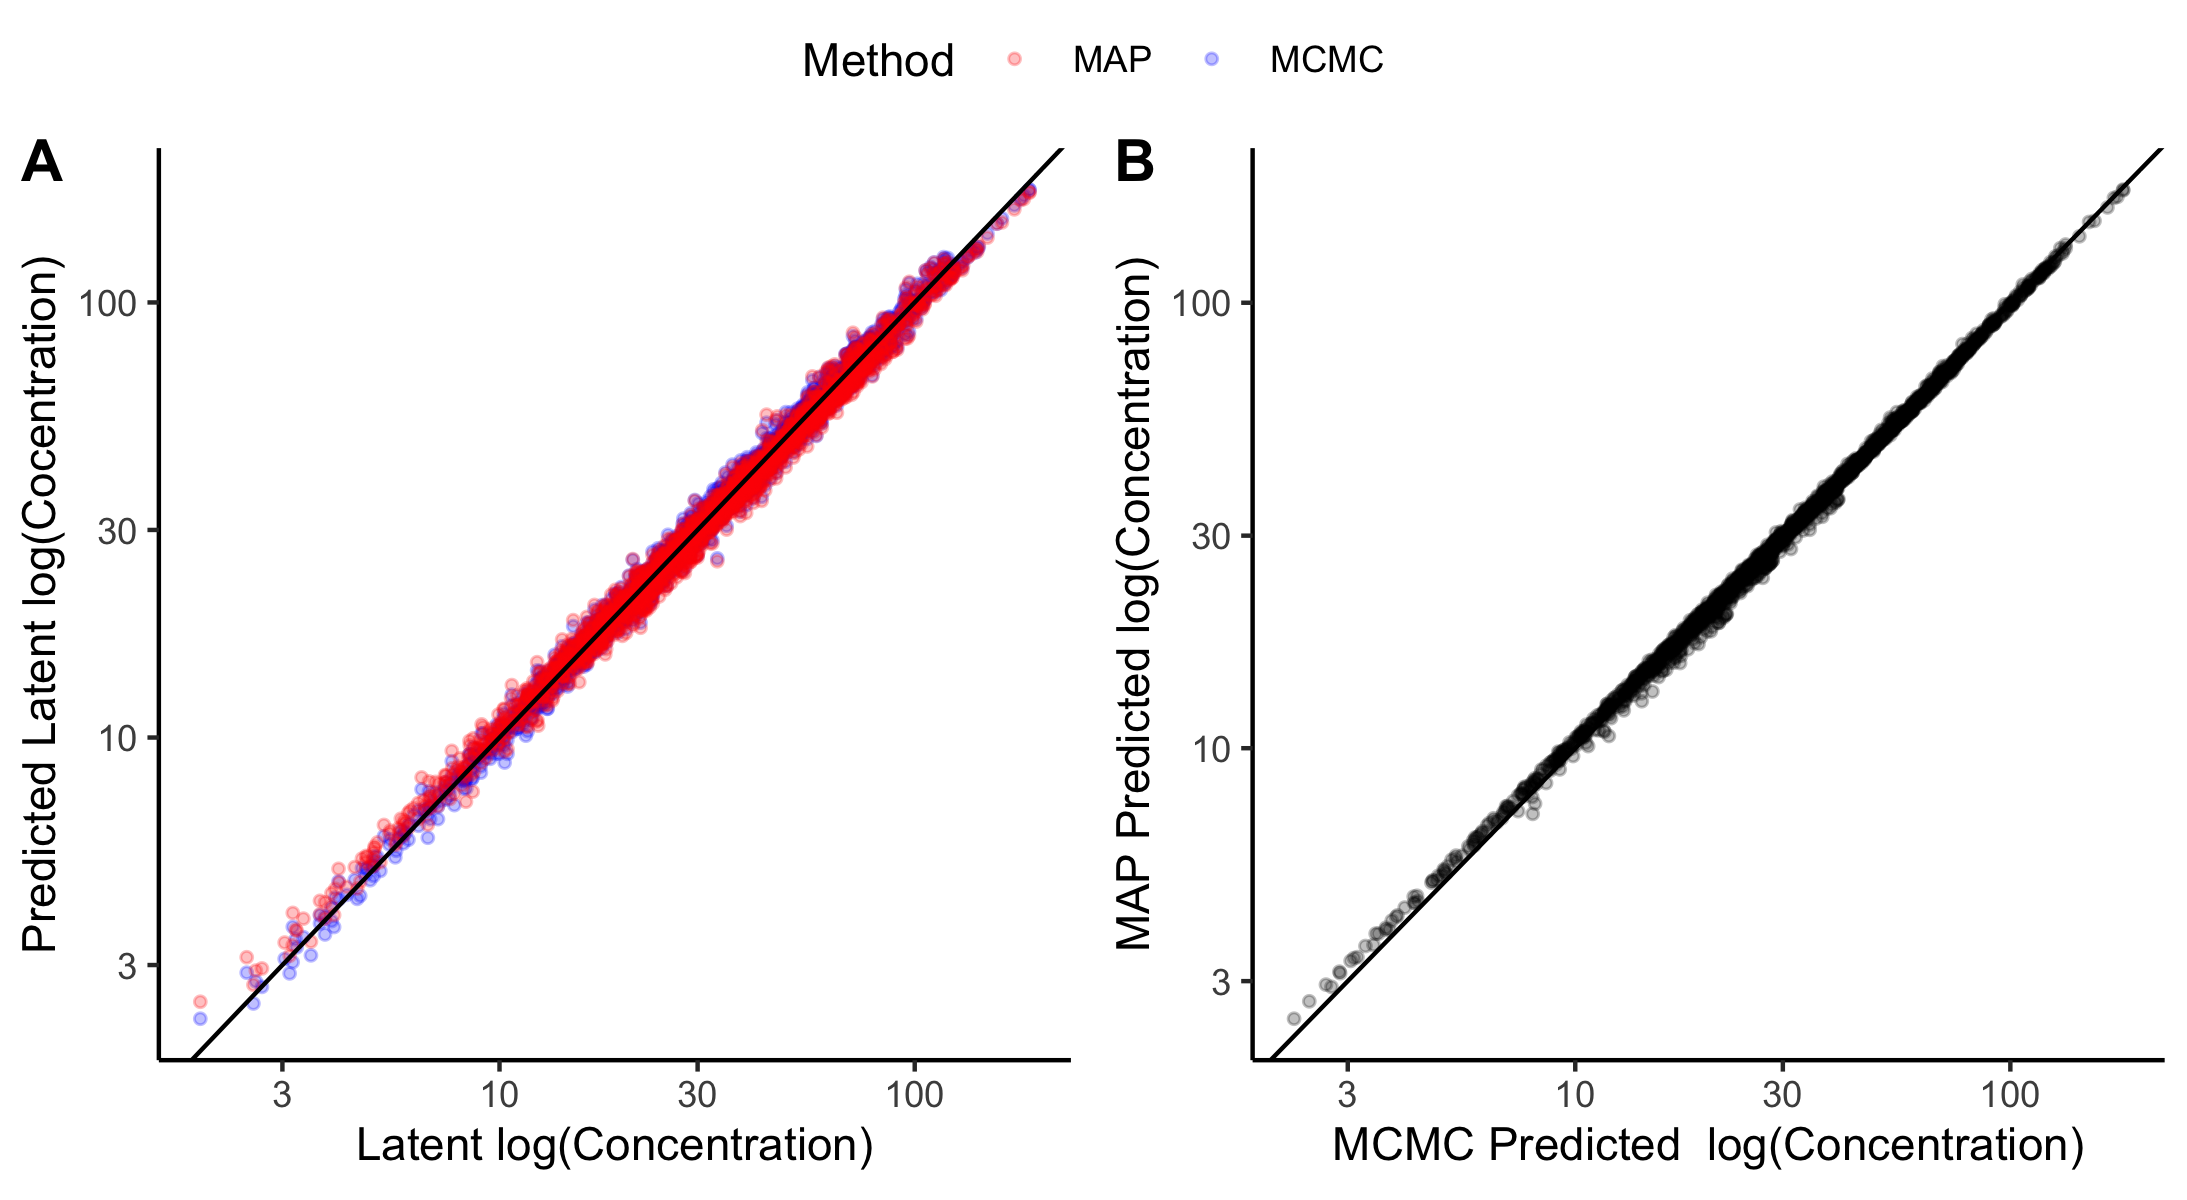 Method MAP MCMC
A
Predicted Latent log(Cocentration)
100
30
10
3
3 10 30 100
Latent log(Concentration)
B
MAP Predicted log(Concentration)
100
30
10
3
3 10 30 100
MCMC Predicted  log(Concentration)